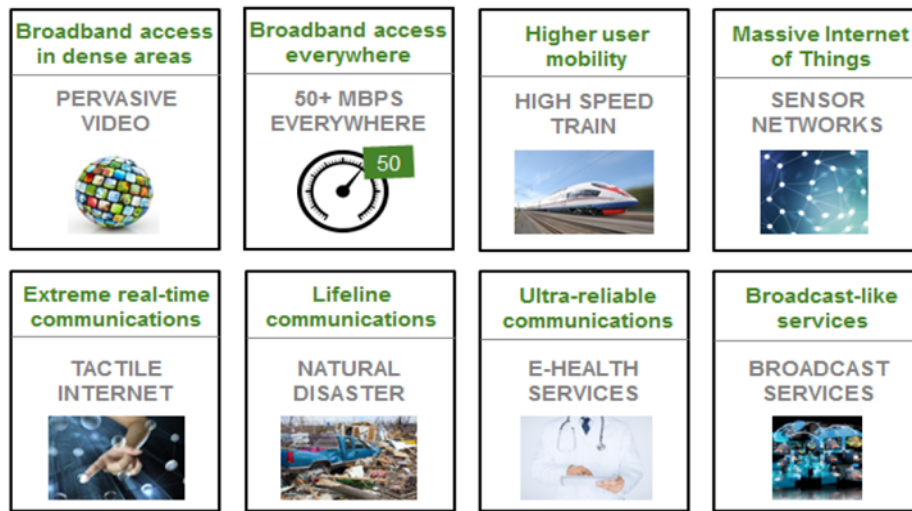 Broadband access
in dense areas
PERVASIVE
VIDEO
Broadband access
everywhere
50+ MBPS
EVERYWHERE
50
Higher user
mobility
HIGH SPEED
TRAIN
Massive Internet
of Things
SENSOR
NETWORKS
Extreme real-time
communications
TACTILE
INTERNET
Lifeline
communications
NATURAL
DISASTER
Ultra-reliable
communications
E-HEALTH
SERVICES
Broadcast-like
services
BROADCAST
SERVICES